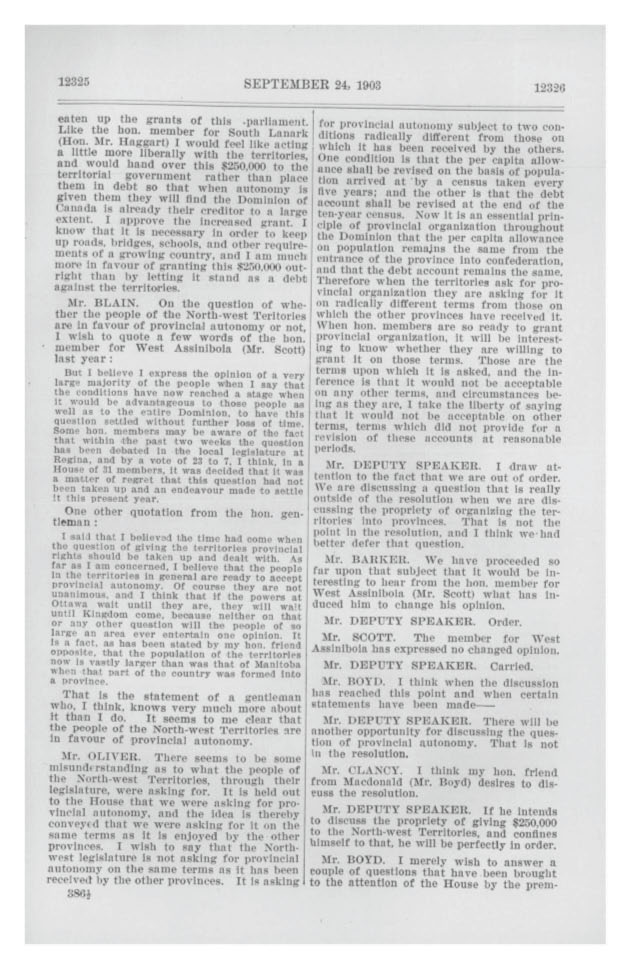 12325
SEPTEMBER 24, 1903
12326
eaten up the grants of this parliament.
Like the hon. member for South Lanark
(Hon. Mr. Haggart) I would feel like acting
a little more liberally with the territories,
and would hand over this $250,000 to the
territorial government rather than place
them in debt so that when autonomy is
given them they will find the Dominion of
Canada is already their creditor to a large
extent. I approve the increased grant. I
know that it is necessary in order to keep
up roads, bridges, schools, and other require-
ments of a growing country, and I am much
more in favour of granting this $250,000 out-
right than by letting it stand as a debt
against the territories.
Mr. BLAIN. On the question of whe-
ther the people of the North-west Teritories
are in favour of provincial autonomy or not,
I wish to quote a few words of the hon.
member for West Assiniboia (Mr. Scott)
last year :
But I believe I express the opinion of a very
large majority of the people when I say that
the conditions have now reached a stage when
it would be advantageous to those people as
well as to the entire Dominion, to have this
question settled without further loss of time.
Some hon. members may be aware of the fact
that within the past two weeks the question
has been debated in the local legislature at
Regina, and by a vote of 23 to 7, I think, in a
House of 31 members, it was decided that it was
a matter of regret that this question had not
been taken up and an endeavour made to settle
it this present year.
One other quotation from the hon. gen-
tleman :
I said that I believed the time had come when
the question of giving the territories provincial
rights should be taken up and dealt with. As
far as I am concerned, I believe that the people
in the territories in general are ready to accept
provincial autonomy. Of course they are not
unanimous, and I think that if the powers at
Ottawa wait until they are, they will wait
until Kingdom come, because neither on that
or any other question will the people of so
large an area ever entertain one opinion. It
is a fact, as has been stated by my hon. friend
opposite, that the population of the territories
now is vastly larger than was that of Manitoba
when that part of the country was formed into
a province.
That is the statement of a gentleman
who, I think, knows very much more about
it than I do. It seems to me clear that
the people of the North-west Territories are
in favour of provincial autonomy.
Mr. OLIVER. There seems to be some
misunderstanding as to what the people of
the North-west Territories, through their
legislature, were asking for. It is held out
to the House that we were asking for pro-
vincial autonomy, and the idea is thereby
conveyed that we were asking for it on the
same terms as it is enjoyed by the other
provinces. I wish to say that the North-
west legislature is not asking for provincial
autonomy on the same terms as it has been
received by the other provinces. It is asking
386½
for provincial autonomy subject to two con-
ditions radically different from those on
which it has been received by the others.
One condition is that the per capita allow-
ance shall be revised on the basis of popula-
tion arrived at by a census taken every
five years; and the other is that the debt
account shall be revised at the end of the
ten-year census. Now it is an essential prin-
ciple of provincial organization throughout
the Dominion that the per capita allowance
on population remains the same from the
entrance of the province into confederation,
and that the debt account remains the same.
Therefore when the territories ask for pro-
vincial organization they are asking for it
on radically different terms from those on
which the other provinces have received it.
When hon. members are so ready to grant
provincial organization, it will be interest-
ing to know whether they are willing to
grant it on those terms. Those are the
terms upon which it is asked, and the in-
ference is that it would not be acceptable
on any other terms, and circumstances be-
ing as they are, I take the liberty of saying
that it would not be acceptable on other
terms, terms which did not provide for a
revision of these accounts at reasonable
periods.
Mr. DEPUTY SPEAKER. I draw at-
tention to the fact that we are out of order.
We are discussing a question that is really
outside of the resolution when we are dis-
cussing the propriety of organizing the ter-
ritories into provinces. That is not the
point in the resolution, and I think we had
better defer that question.
Mr. BARKER. We have proceeded so
far upon that subject that it would be in-
teresting to hear from the hon. member for
West Assiniboia (Mr. Scott) what has in-
duced him to change his opinion.
Mr. DEPUTY SPEAKER. Order.
Mr. SCOTT. The member for West
Assiniboia has expressed no changed opinion.
Mr. DEPUTY SPEAKER. Carried.
Mr. BOYD. I think when the discussion
has reached this point and when certain
statements have been made—
Mr. DEPUTY SPEAKER. There will be
another opportunity for discussing the ques-
tion of provincial autonomy. That is not
in the resolution.
Mr. CLANCY. I think my hon. friend
from Macdonald (Mr. Boyd) desires to dis-
cuss the resolution.
Mr. DEPUTY SPEAKER. If he intends
to discuss the propriety of giving $250,000
to the North-west Territories, and confines
himself to that, he will be perfectly in order.
Mr. BOYD. I merely wish to answer a
couple of questions that have been brought
to the attention of the House by the prem-